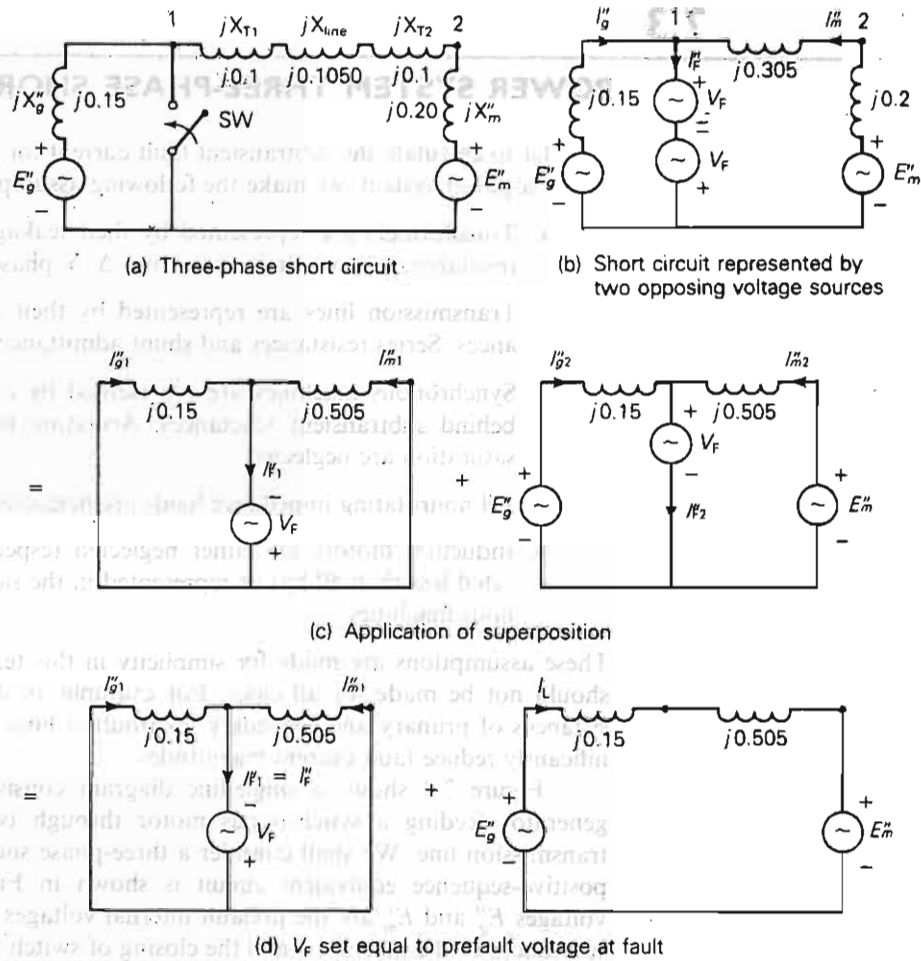 1 jX_T1 jX_line jX_T2 2
j0.1 j0.1050 j0.1
jX"_g j0.15 SW j0.20 jX"_m
+ +
E"_g E"_m
− −
(a) Three-phase short circuit
I"_g 1 I"_m 2
I"_F j0.305
j0.15 + V_F j0.2
− −
+ V_F +
E"_g E"_m
− + −
(b) Short circuit represented by
two opposing voltage sources
I"_g1 I"_m1
j0.15 j0.505
I"_F1
= − V_F +
+
I"_g2 I"_m2
j0.15 j0.505
+ V_F −
+ I"_F2 +
E"_g E"_m
− −
(c) Application of superposition
I"_g1 I"_m1
j0.15 j0.505
I"_F1 = I"_F
= − V_F +
+
I_L
j0.15 j0.505
+ +
E"_g E"_m
− −
(d) V_F set equal to prefault voltage at fault